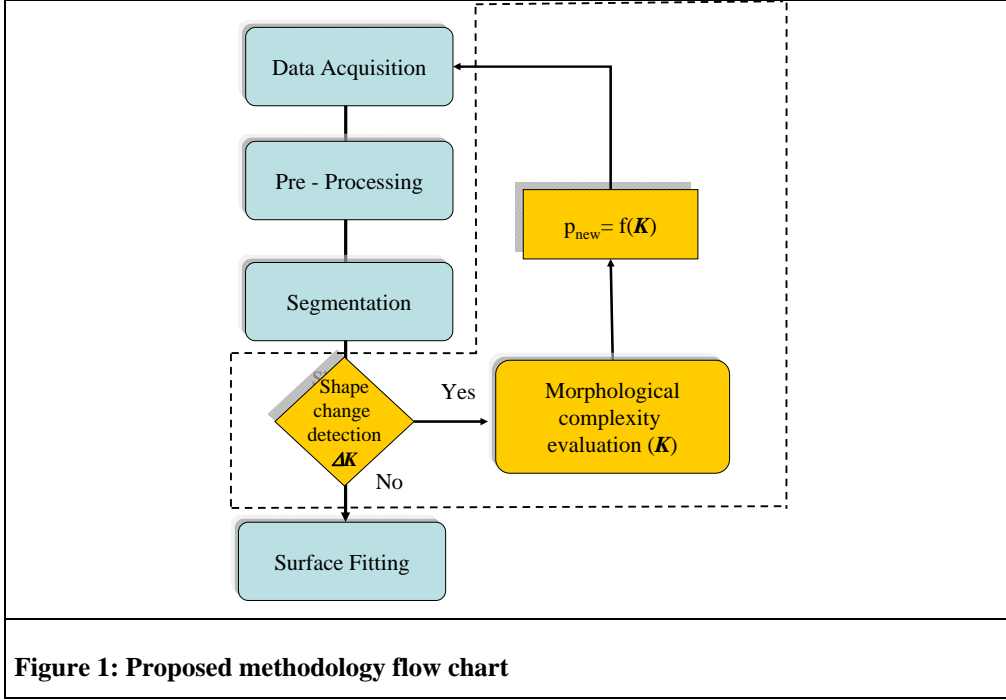 Data Acquisition
Pre - Processing
p_new= f(K)
Segmentation
Shape
change
detection
ΔK
Yes
Morphological
complexity
evaluation (K)
No
Surface Fitting
Figure 1: Proposed methodology flow chart